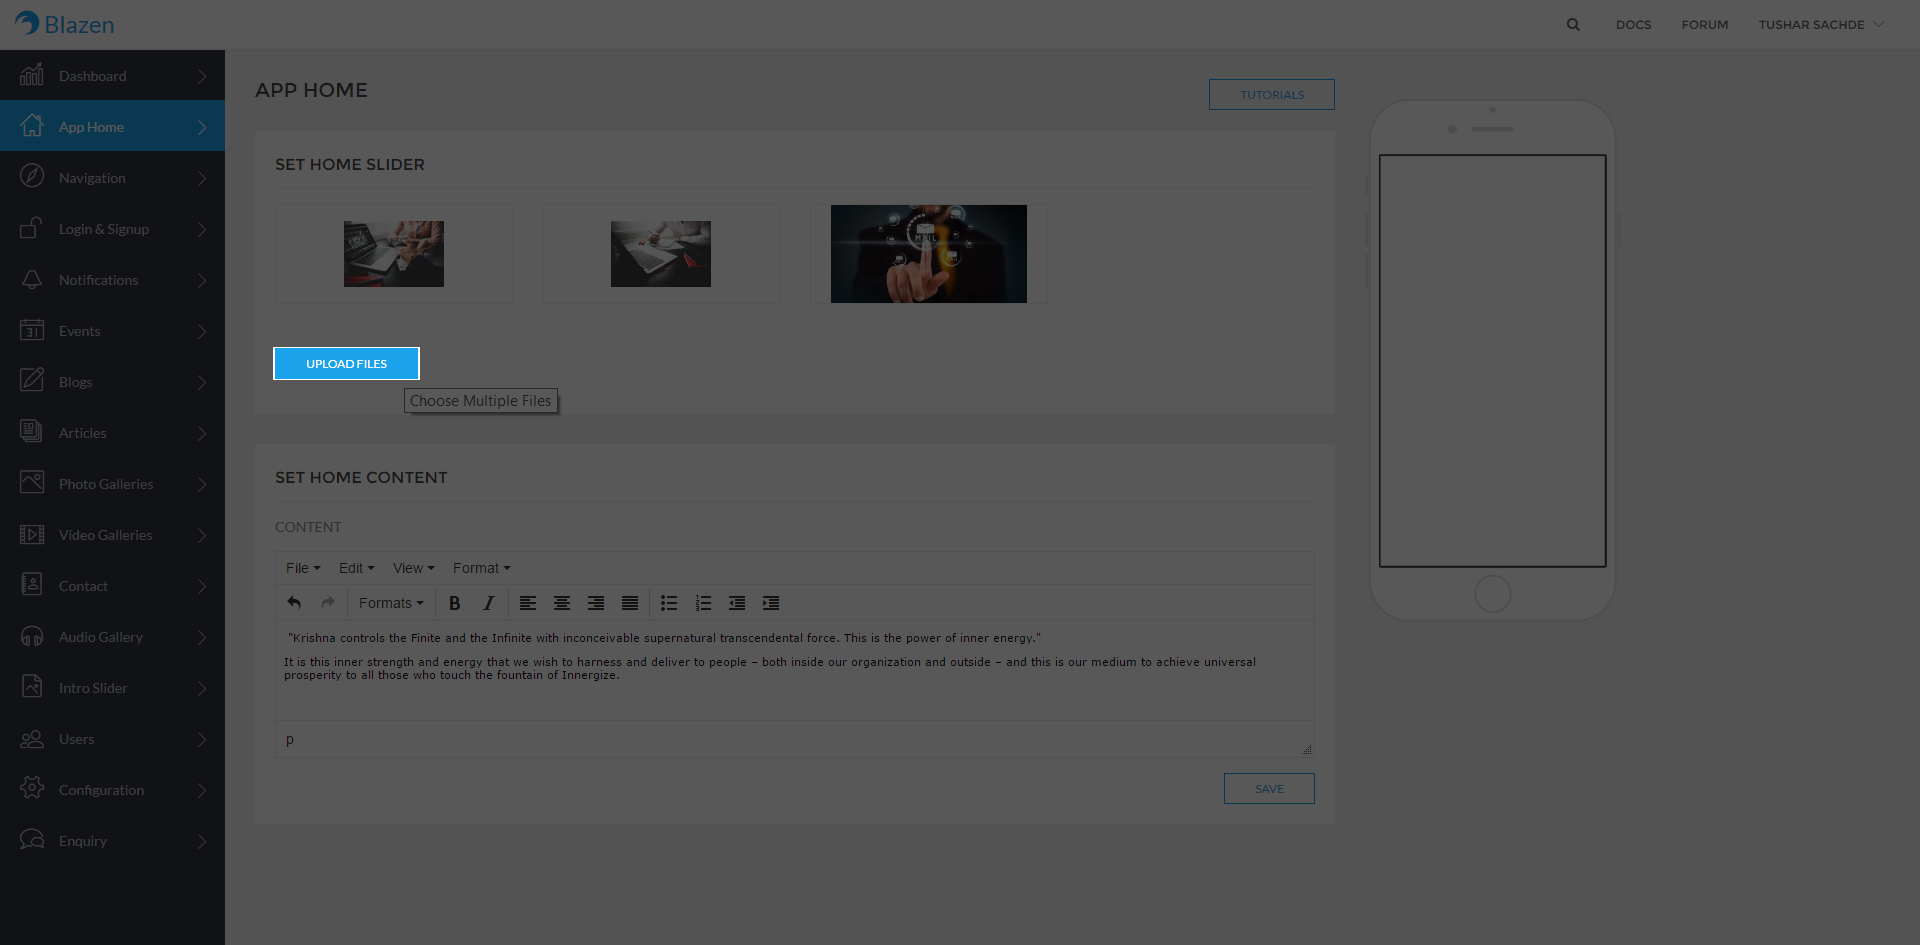 Blazen
DOCS FORUM TUSHAR SACHDE
Dashboard
App Home
Navigation
Login & Signup
Notifications
31
Events
Blogs
Articles
Photo Galleries
Video Galleries
Contact
Audio Gallery
Intro Slider
Users
Configuration
Enquiry
APP HOME
TUTORIALS
SET HOME SLIDER
MAIL
UPLOAD FILES
Choose Multiple Files
SET HOME CONTENT
CONTENT
File Edit View Format
Formats B I
"Krishna controls the Finite and the Infinite with inconceivable supernatural transcendental force. This is the power of inner energy."
It is this inner strength and energy that we wish to harness and deliver to people – both inside our organization and outside – and this is our medium to achieve universal
prosperity to all those who touch the fountain of Innergize.
p
SAVE